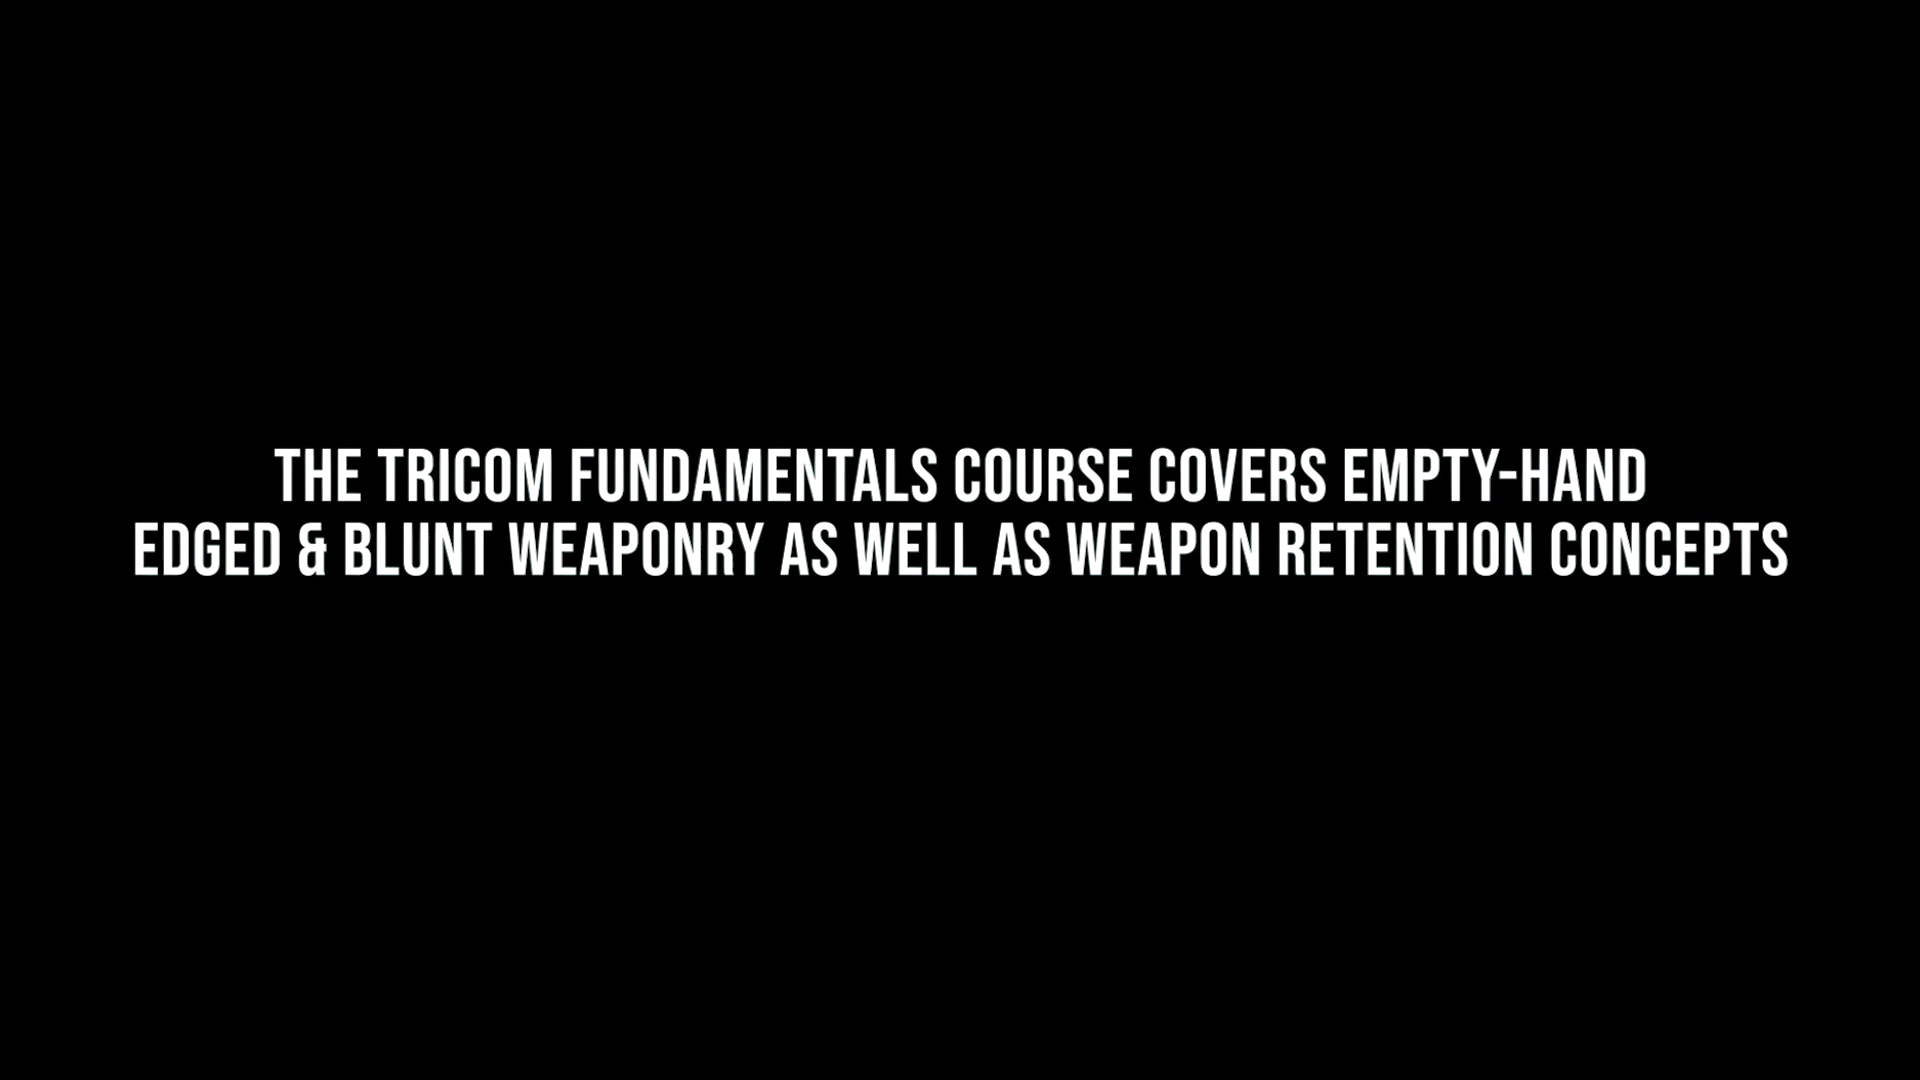 THE TRICOM FUNDAMENTALS COURSE COVERS EMPTY-HAND
EDGED & BLUNT WEAPONRY AS WELL AS WEAPON RETENTION CONCEPTS